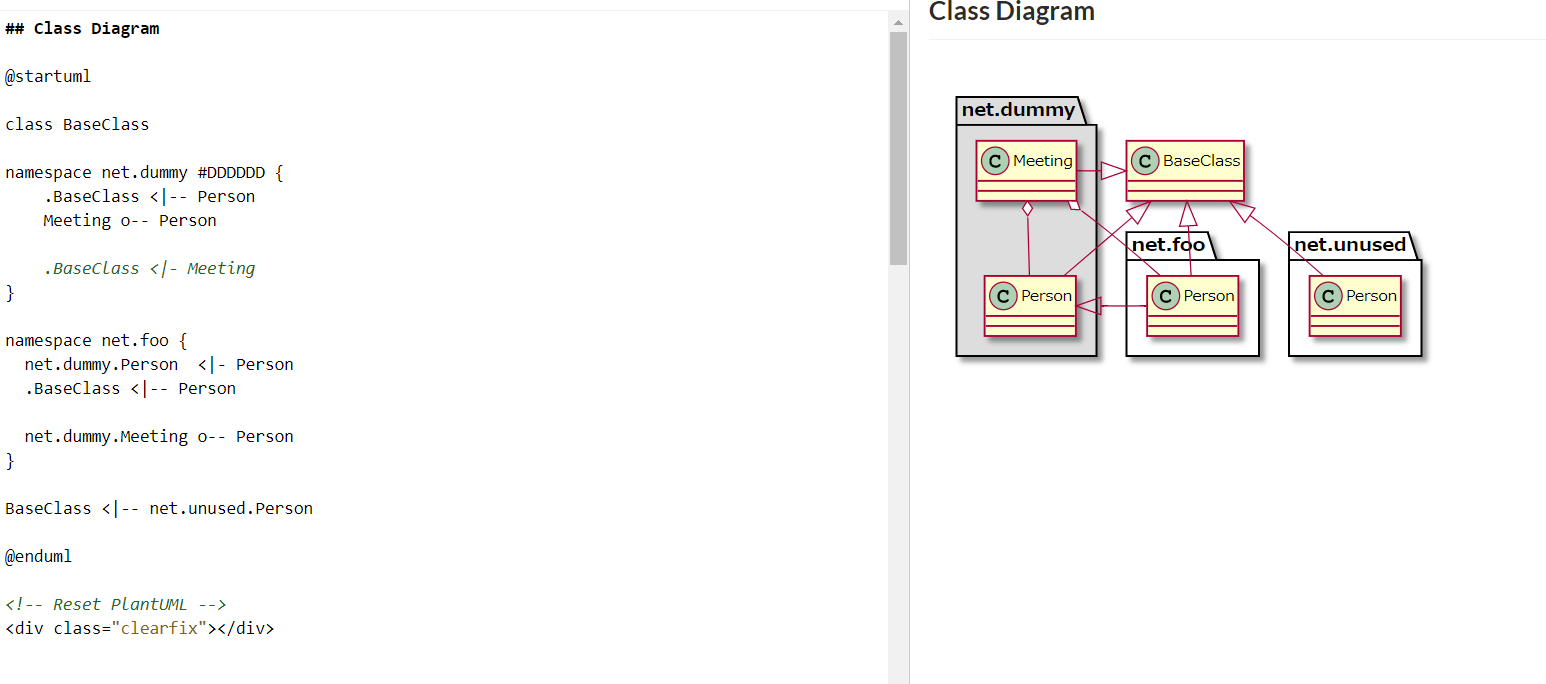 ## Class Diagram
@startuml
class BaseClass
namespace net.dummy #DDDDDD {
    .BaseClass <|-- Person
    Meeting o-- Person
    .BaseClass <|- Meeting
}
namespace net.foo {
  net.dummy.Person  <|- Person
  .BaseClass <|-- Person
  net.dummy.Meeting o-- Person
}
BaseClass <|-- net.unused.Person
@enduml
<!-- Reset PlantUML -->
<div class="clearfix"></div>
Class Diagram
net.dummy
C Meeting
C BaseClass
net.foo
net.unused
C Person
C Person
C Person